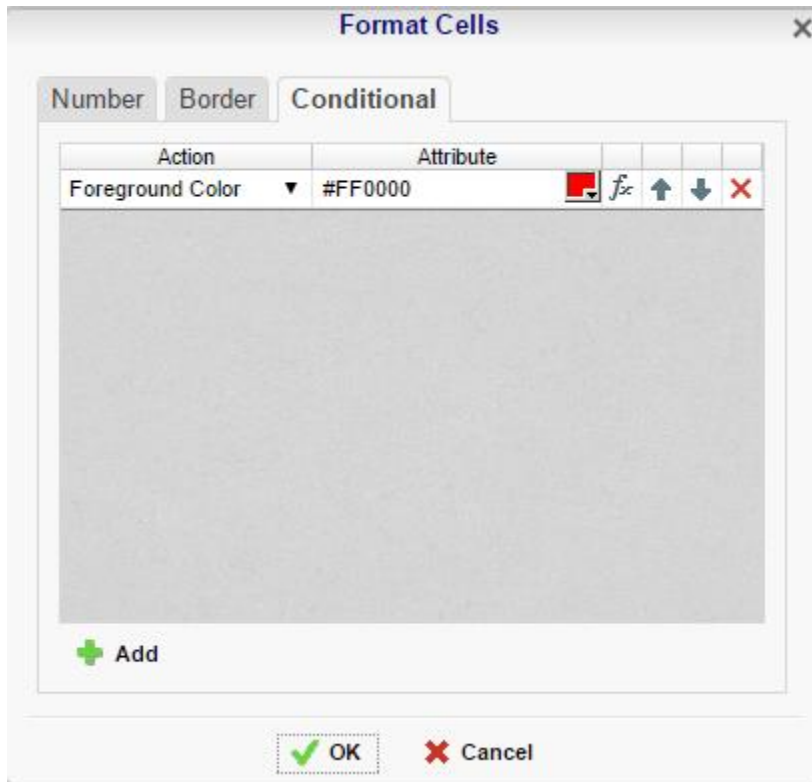 Format Cells
Number Border Conditional
Action Attribute
Foreground Color #FF0000 fx
Add
OK Cancel